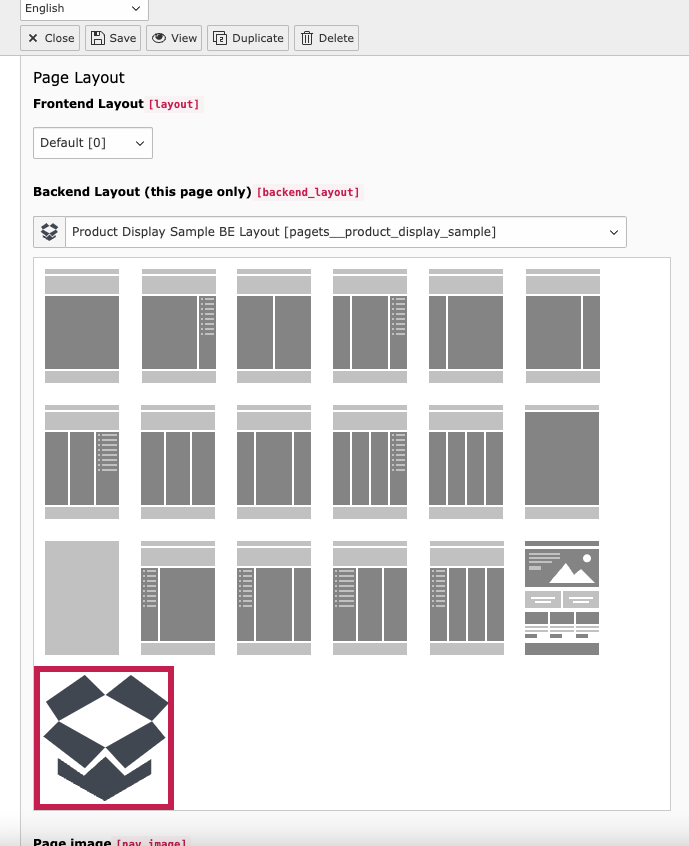 English
Close Save View Duplicate Delete
Page Layout
Frontend Layout [layout]
Default [0]
Backend Layout (this page only) [backend_layout]
Product Display Sample BE Layout [pagets__product_display_sample]
Page image [nav_image]